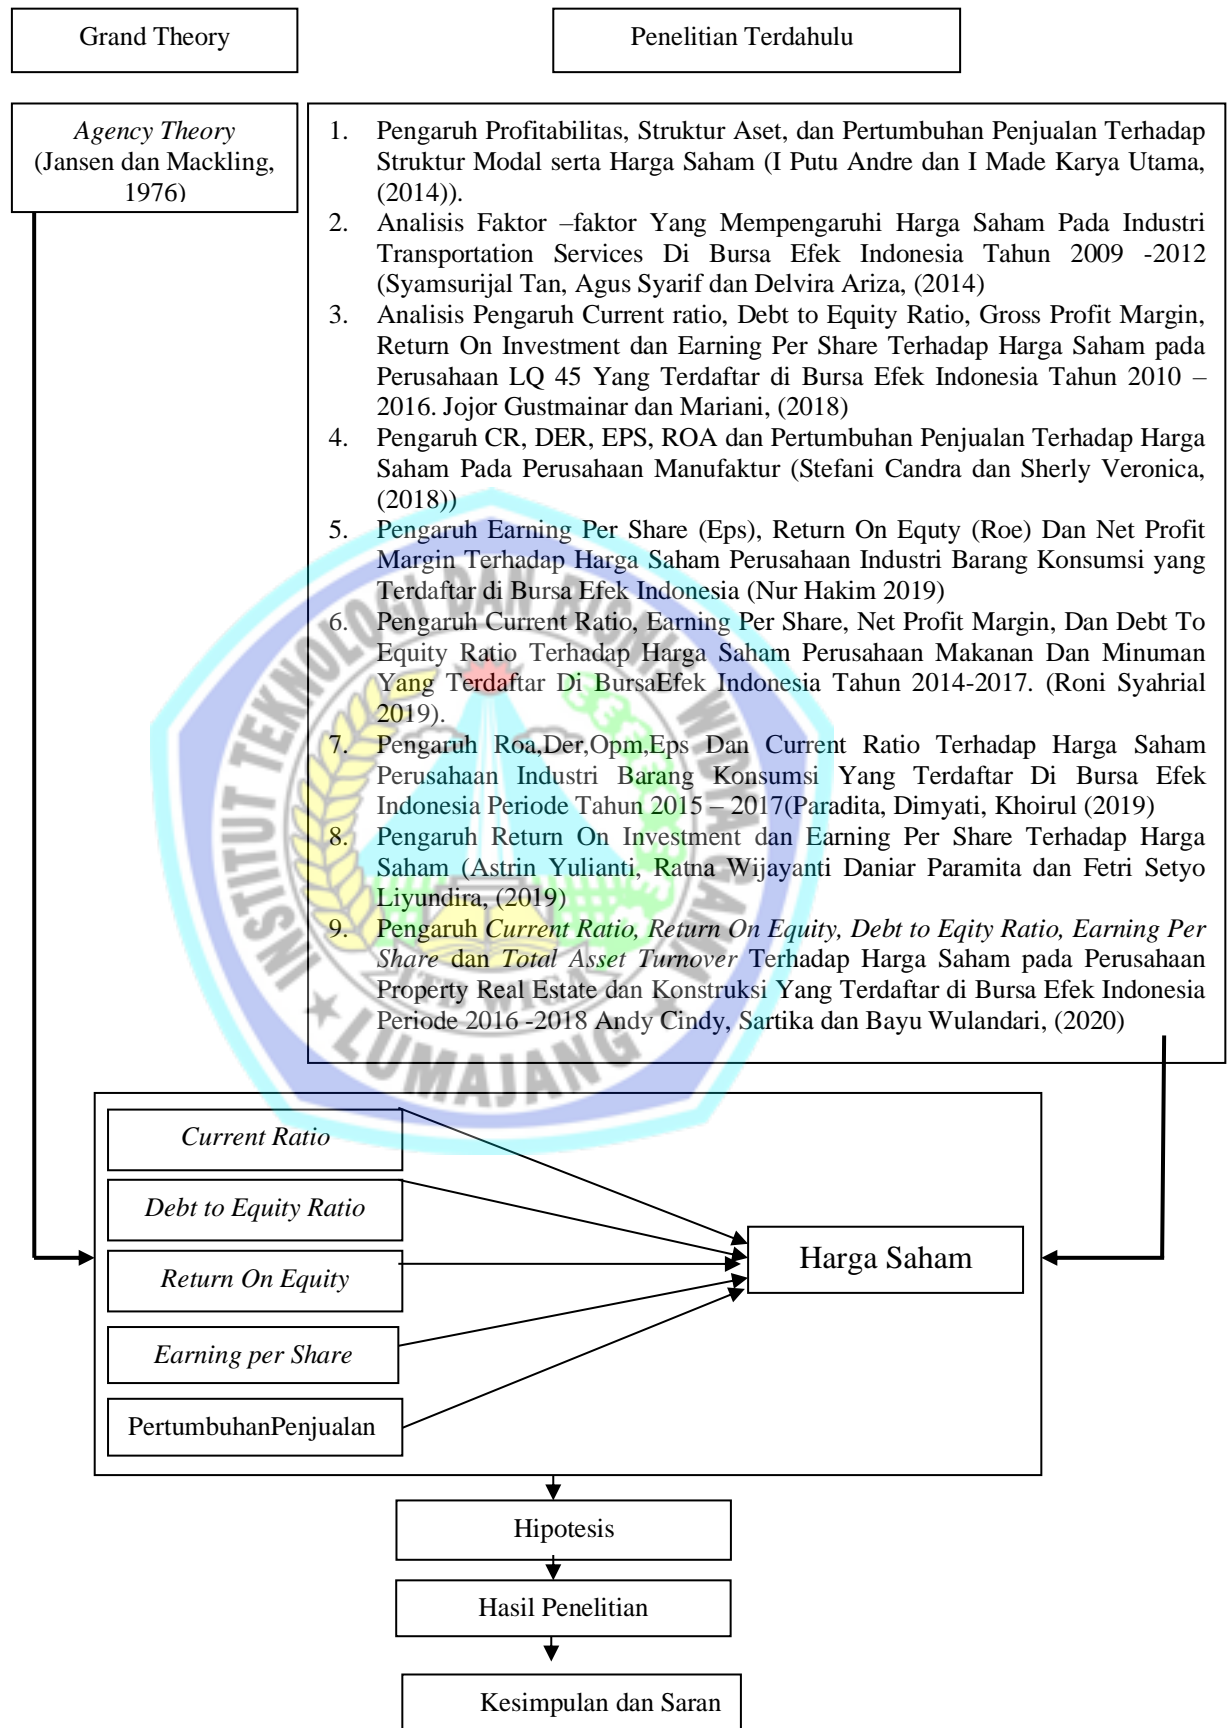 Grand Theory
Penelitian Terdahulu
Agency Theory
(Jansen dan Mackling,
1976)
1. Pengaruh Profitabilitas, Struktur Aset, dan Pertumbuhan Penjualan Terhadap
Struktur Modal serta Harga Saham (I Putu Andre dan I Made Karya Utama,
(2014)).
2. Analisis Faktor –faktor Yang Mempengaruhi Harga Saham Pada Industri
Transportation Services Di Bursa Efek Indonesia Tahun 2009 -2012
(Syamsurijal Tan, Agus Syarif dan Delvira Ariza, (2014)
3. Analisis Pengaruh Current ratio, Debt to Equity Ratio, Gross Profit Margin,
Return On Investment dan Earning Per Share Terhadap Harga Saham pada
Perusahaan LQ 45 Yang Terdaftar di Bursa Efek Indonesia Tahun 2010 –
2016. Jojor Gustmainar dan Mariani, (2018)
4. Pengaruh CR, DER, EPS, ROA dan Pertumbuhan Penjualan Terhadap Harga
Saham Pada Perusahaan Manufaktur (Stefani Candra dan Sherly Veronica,
(2018))
5. Pengaruh Earning Per Share (Eps), Return On Equty (Roe) Dan Net Profit
Margin Terhadap Harga Saham Perusahaan Industri Barang Konsumsi yang
Terdaftar di Bursa Efek Indonesia (Nur Hakim 2019)
6. Pengaruh Current Ratio, Earning Per Share, Net Profit Margin, Dan Debt To
Equity Ratio Terhadap Harga Saham Perusahaan Makanan Dan Minuman
Yang Terdaftar Di BursaEfek Indonesia Tahun 2014-2017. (Roni Syahrial
2019).
7. Pengaruh Roa,Der,Opm,Eps Dan Current Ratio Terhadap Harga Saham
Perusahaan Industri Barang Konsumsi Yang Terdaftar Di Bursa Efek
Indonesia Periode Tahun 2015 – 2017(Paradita, Dimyati, Khoirul (2019)
8. Pengaruh Return On Investment dan Earning Per Share Terhadap Harga
Saham (Astrin Yulianti, Ratna Wijayanti Daniar Paramita dan Fetri Setyo
Liyundira, (2019)
9. Pengaruh Current Ratio, Return On Equity, Debt to Eqity Ratio, Earning Per
Share dan Total Asset Turnover Terhadap Harga Saham pada Perusahaan
Property Real Estate dan Konstruksi Yang Terdaftar di Bursa Efek Indonesia
Periode 2016 -2018 Andy Cindy, Sartika dan Bayu Wulandari, (2020)
INSTITUT TEKNOLOGI DAN BISNIS WIDYA GAMA
LUMAJANG
Current Ratio
Debt to Equity Ratio
Return On Equity
Earning per Share
PertumbuhanPenjualan
Harga Saham
Hipotesis
Hasil Penelitian
Kesimpulan dan Saran